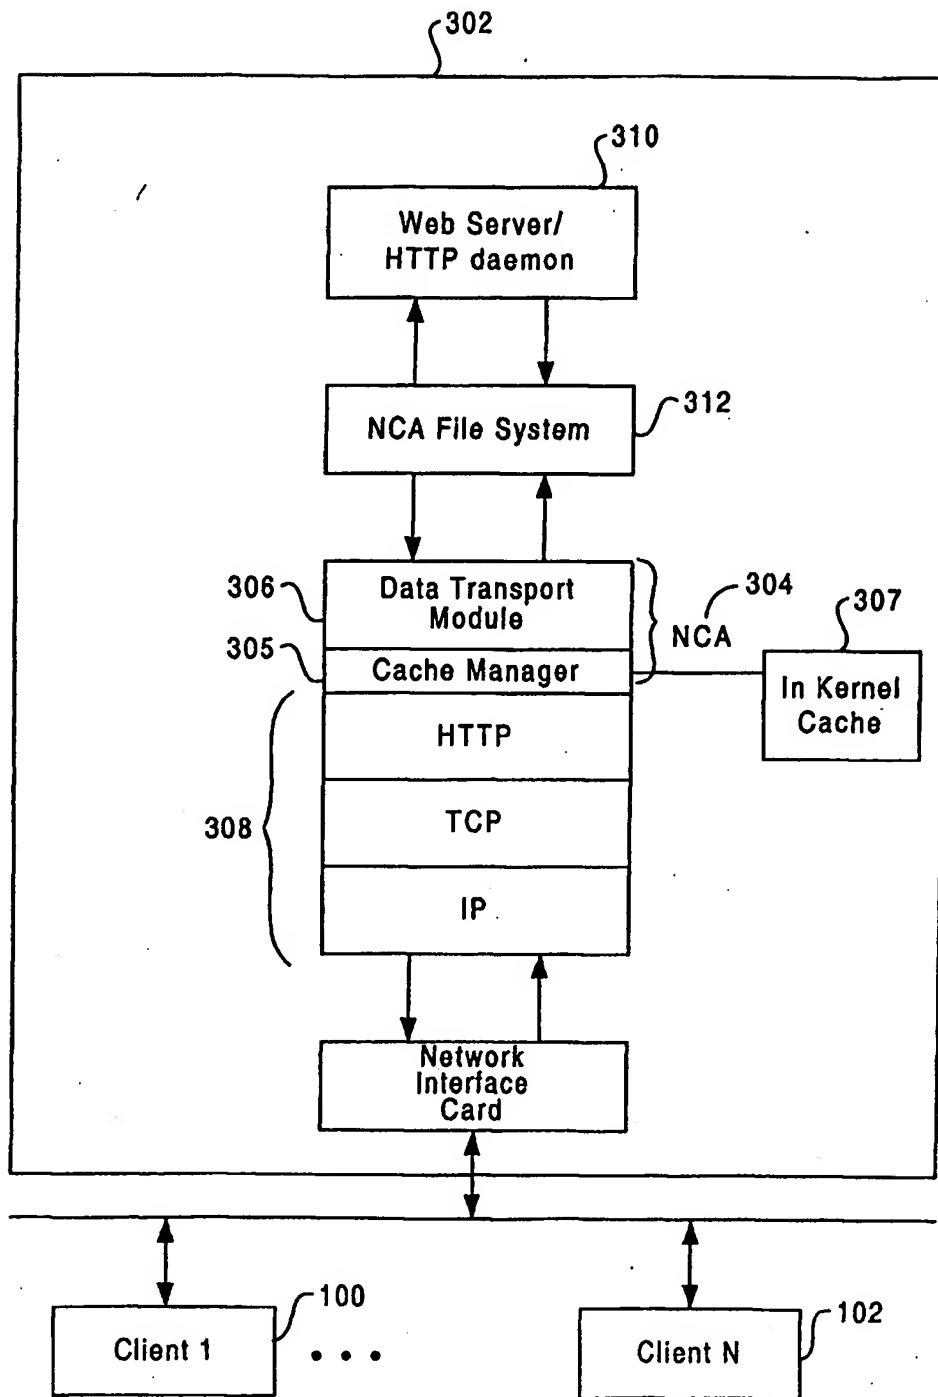 302
310
Web Server/
HTTP daemon
312
NCA File System
306
Data Transport
Module
304
NCA
307
305
Cache Manager
In Kernel
Cache
HTTP
308
TCP
IP
Network
Interface
Card
100
Client 1
• • •
102
Client N